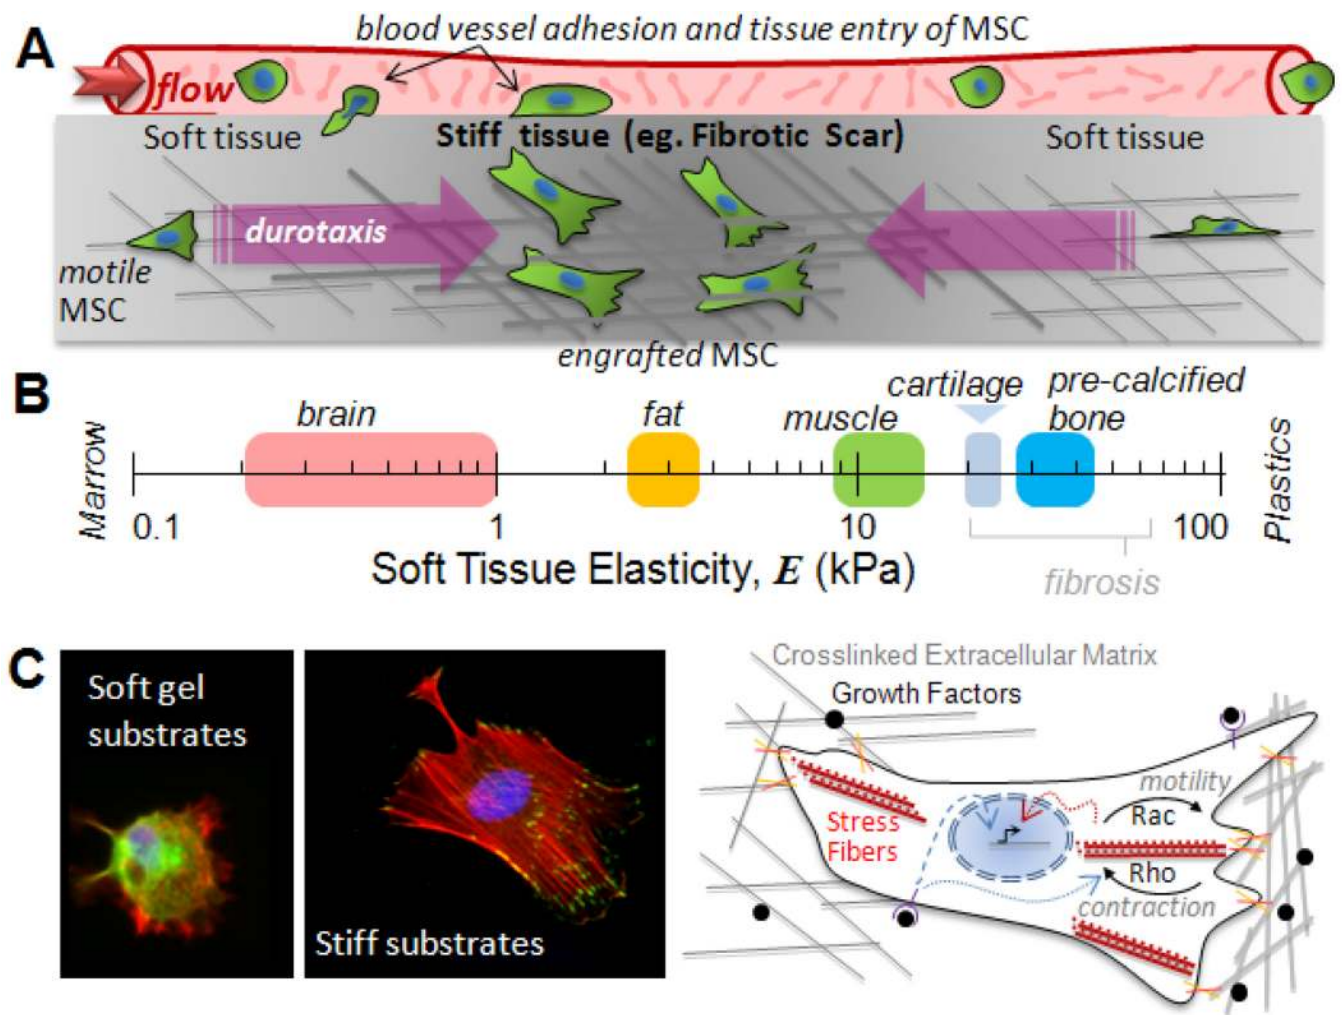 A
blood vessel adhesion and tissue entry of MSC
flow
Soft tissue
Stiff tissue (eg. Fibrotic Scar)
Soft tissue
durotaxis
motile
MSC
engrafted MSC
B
brain
fat
muscle
cartilage
pre-calcified
bone
Marrow
Plastics
0.1
1
10
100
Soft Tissue Elasticity, E (kPa)
fibrosis
C
Soft gel
substrates
Stiff substrates
Crosslinked Extracellular Matrix
Growth Factors
Stress
Fibers
motility
Rac
Rho
contraction